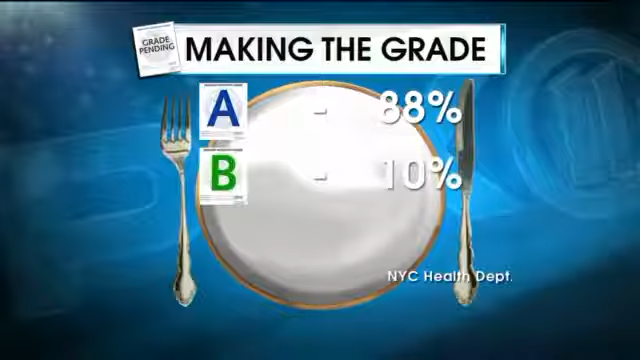 GRADE
PENDING
MAKING THE GRADE
A - 88%
B - 10%
NYC Health Dept.